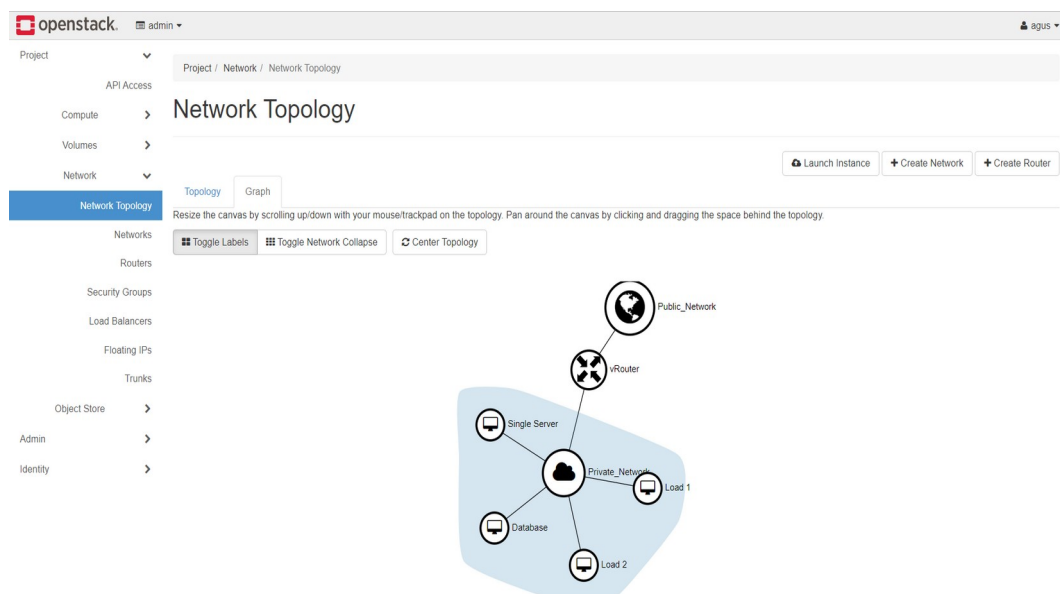 openstack. admin
agus
Project
API Access
Compute
Volumes
Network
Network Topology
Networks
Routers
Security Groups
Load Balancers
Floating IPs
Trunks
Object Store
Admin
Identity
Project / Network / Network Topology
Network Topology
Launch Instance + Create Network + Create Router
Topology Graph
Resize the canvas by scrolling up/down with your mouse/trackpad on the topology. Pan around the canvas by clicking and dragging the space behind the topology.
Toggle Labels Toggle Network Collapse Center Topology
Public_Network
vRouter
Single Server
Private_Network
Load 1
Database
Load 2